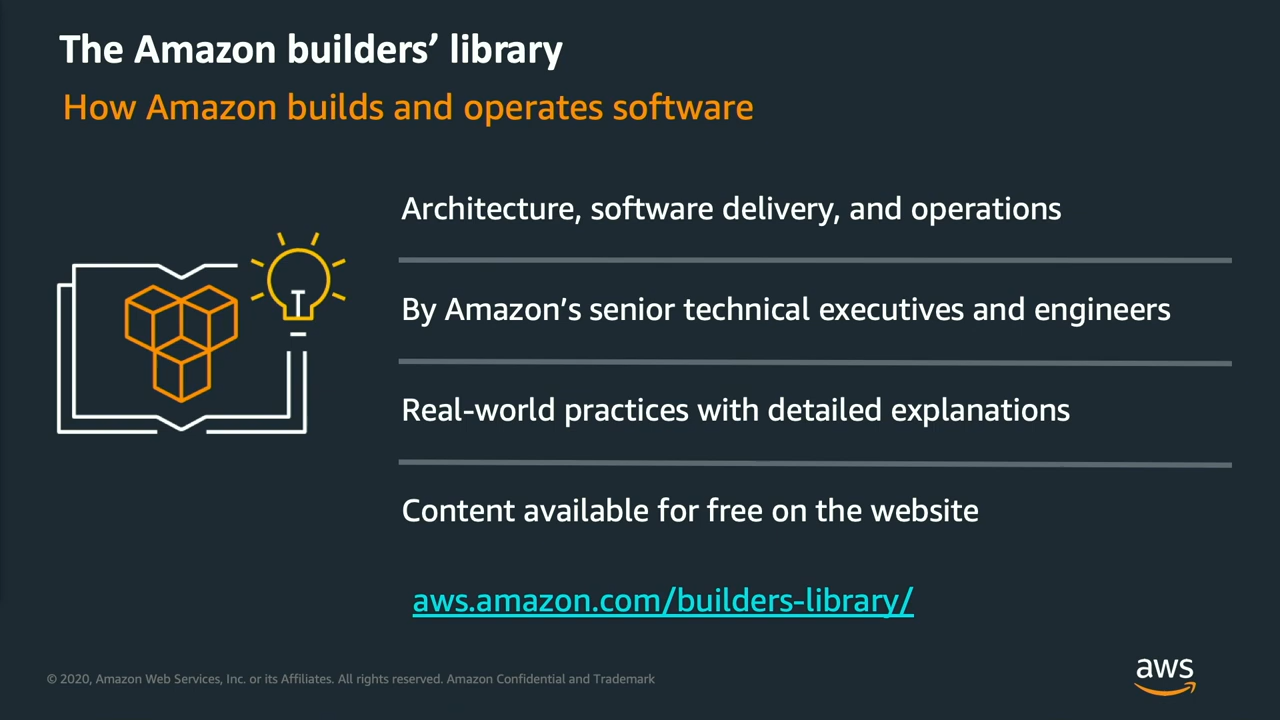 The Amazon builders’ library
How Amazon builds and operates software
Architecture, software delivery, and operations
By Amazon’s senior technical executives and engineers
Real-world practices with detailed explanations
Content available for free on the website
aws.amazon.com/builders-library/
© 2020, Amazon Web Services, Inc. or its Affiliates. All rights reserved. Amazon Confidential and Trademark
aws